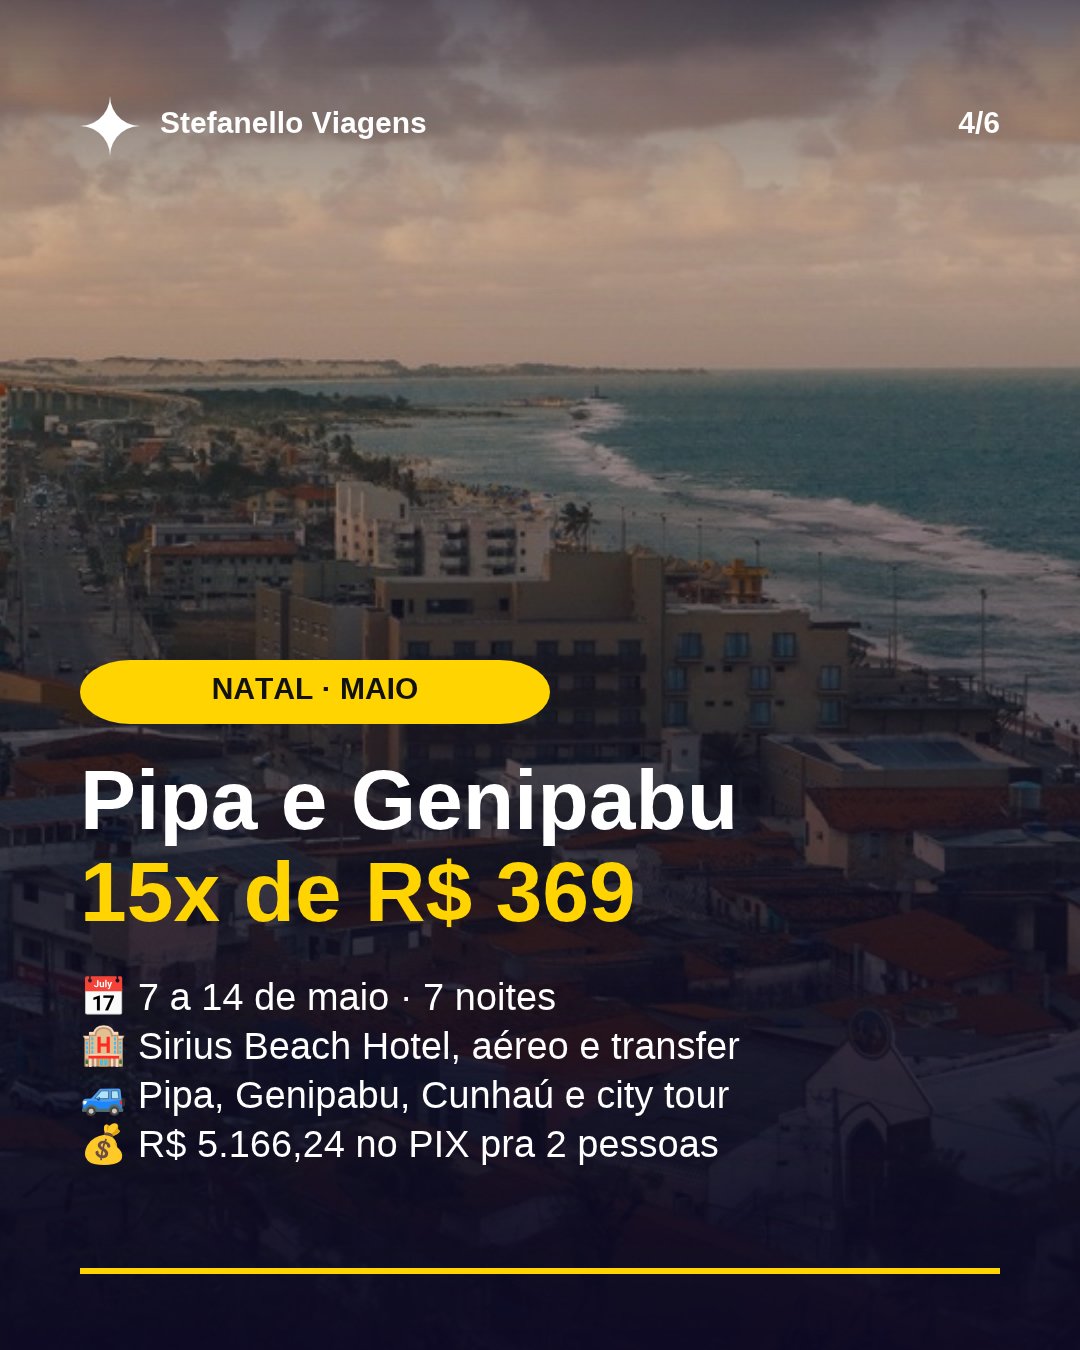 Stefanello Viagens
4/6
NATAL · MAIO
Pipa e Genipabu
15x de R$ 369
📅 7 a 14 de maio · 7 noites
🏨 Sirius Beach Hotel, aéreo e transfer
🚙 Pipa, Genipabu, Cunhaú e city tour
💰 R$ 5.166,24 no PIX pra 2 pessoas